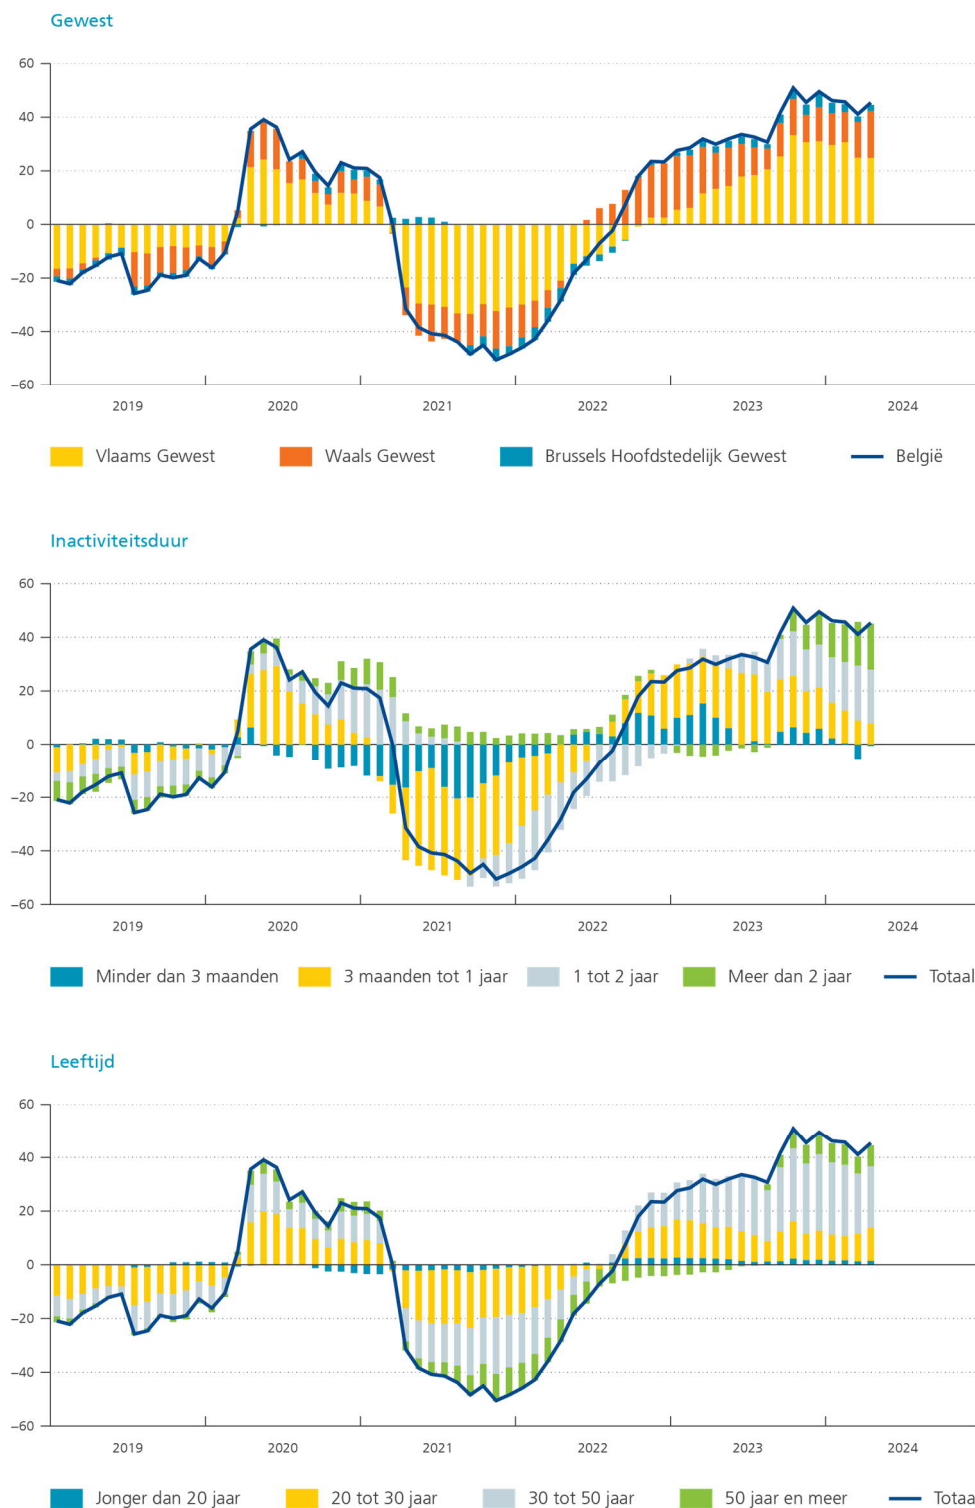 Gewest
60
40
20
0
–20
–40
–60
2019 2020 2021 2022 2023 2024
Vlaams Gewest Waals Gewest Brussels Hoofdstedelijk Gewest België
Inactiviteitsduur
60
40
20
0
–20
–40
–60
2019 2020 2021 2022 2023 2024
Minder dan 3 maanden 3 maanden tot 1 jaar 1 tot 2 jaar Meer dan 2 jaar Totaal
Leeftijd
60
40
20
0
–20
–40
–60
2019 2020 2021 2022 2023 2024
Jonger dan 20 jaar 20 tot 30 jaar 30 tot 50 jaar 50 jaar en meer Totaal